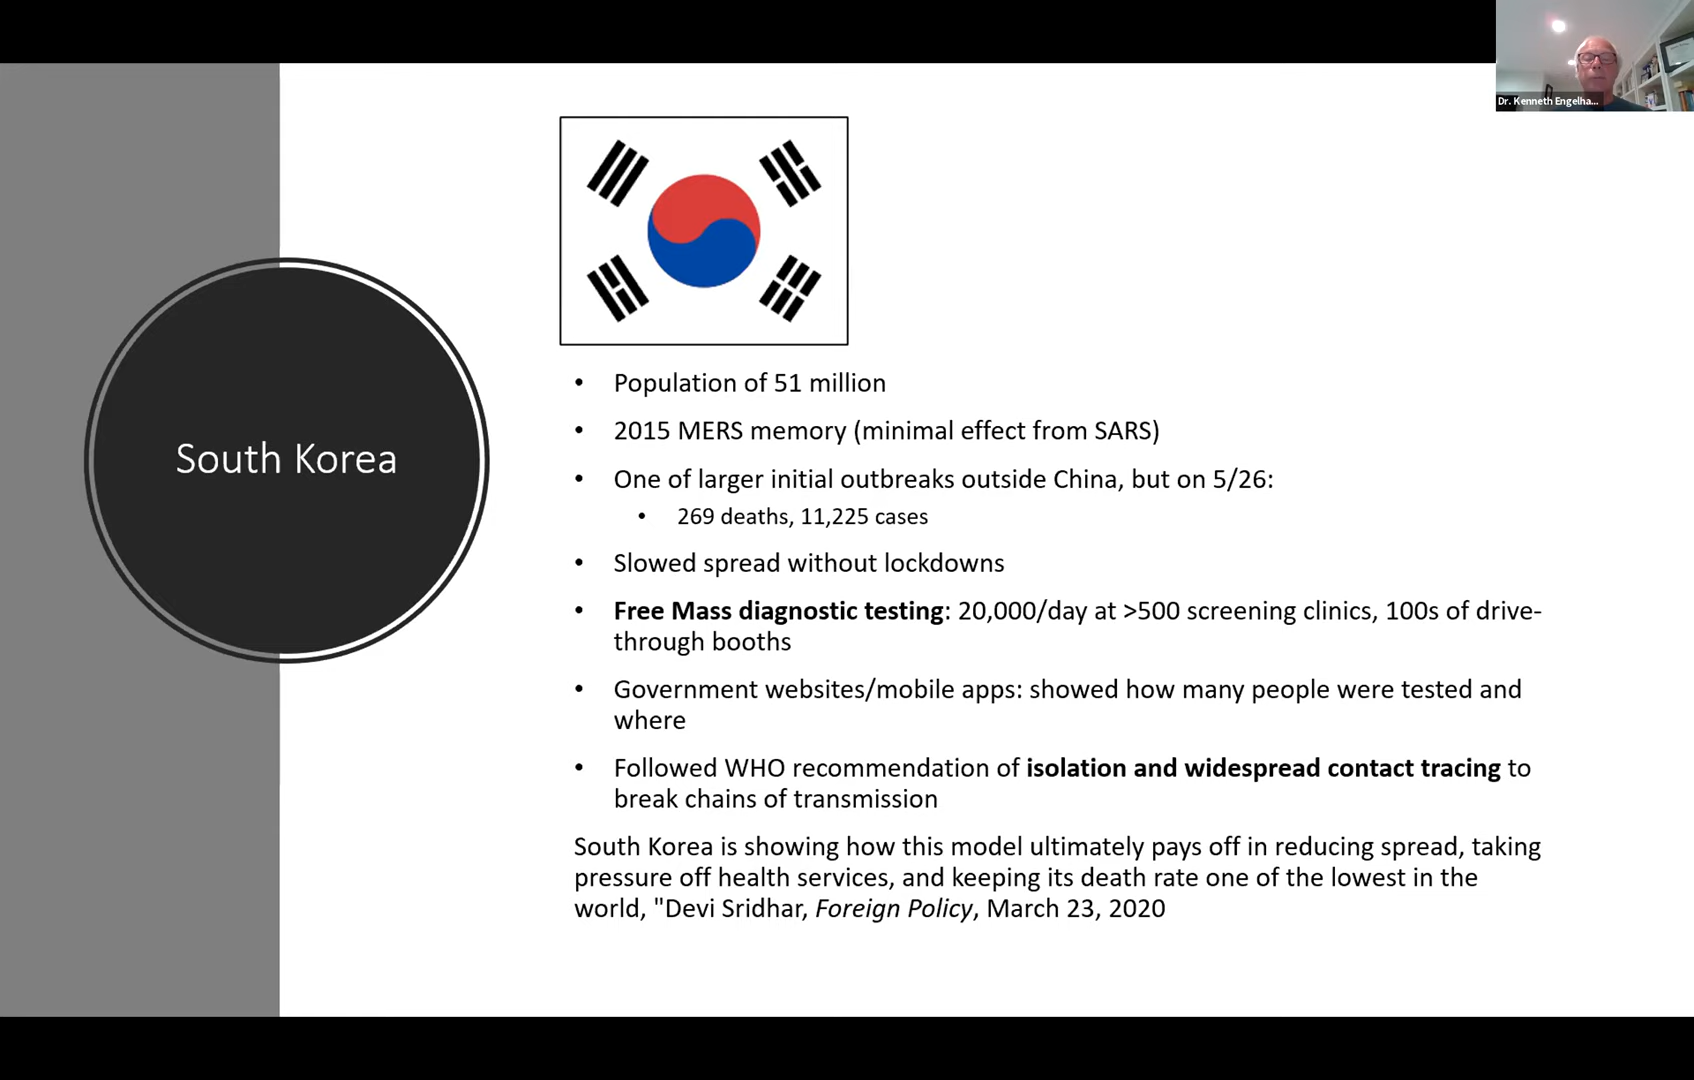 Dr. Kenneth Engelha...
South Korea
• Population of 51 million
• 2015 MERS memory (minimal effect from SARS)
• One of larger initial outbreaks outside China, but on 5/26:
• 269 deaths, 11,225 cases
• Slowed spread without lockdowns
• Free Mass diagnostic testing: 20,000/day at >500 screening clinics, 100s of drive-
through booths
• Government websites/mobile apps: showed how many people were tested and
where
• Followed WHO recommendation of isolation and widespread contact tracing to
break chains of transmission
South Korea is showing how this model ultimately pays off in reducing spread, taking
pressure off health services, and keeping its death rate one of the lowest in the
world, "Devi Sridhar, Foreign Policy, March 23, 2020